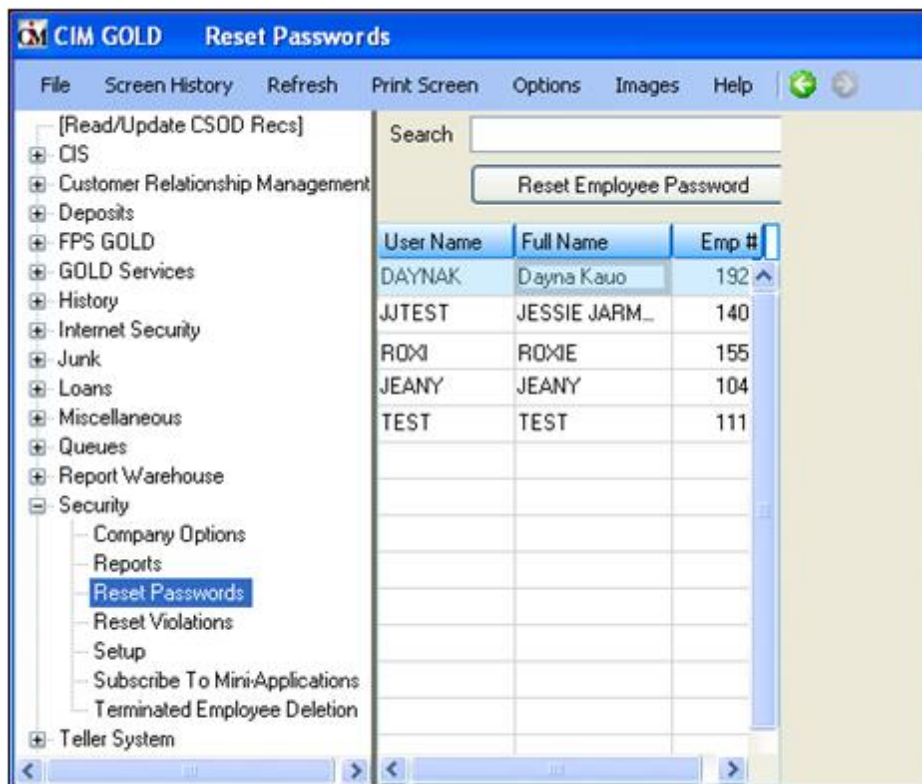 CIM GOLD Reset Passwords
File Screen History Refresh Print Screen Options Images Help
[Read/Update CSOD Recs]
CIS
Customer Relationship Management
Deposits
FPS GOLD
GOLD Services
History
Internet Security
Junk
Loans
Miscellaneous
Queues
Report Warehouse
Security
Company Options
Reports
Reset Passwords
Reset Violations
Setup
Subscribe To Mini-Applications
Terminated Employee Deletion
Teller System
Search
Reset Employee Password
User Name Full Name Emp #
DAYNAK Dayna Kauo 192
JJTEST JESSIE JARM... 140
ROXI ROXIE 155
JEANY JEANY 104
TEST TEST 111